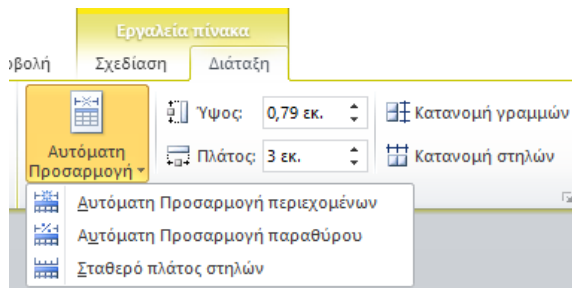 Εργαλεία πίνακα
Σχεδίαση Διάταξη
Ύψος: 0,79 εκ. Κατανομή γραμμών
Αυτόματη
Προσαρμογή Πλάτος: 3 εκ. Κατανομή στηλών
Αυτόματη Προσαρμογή περιεχομένων
Αυτόματη Προσαρμογή παραθύρου
Σταθερό πλάτος στηλών